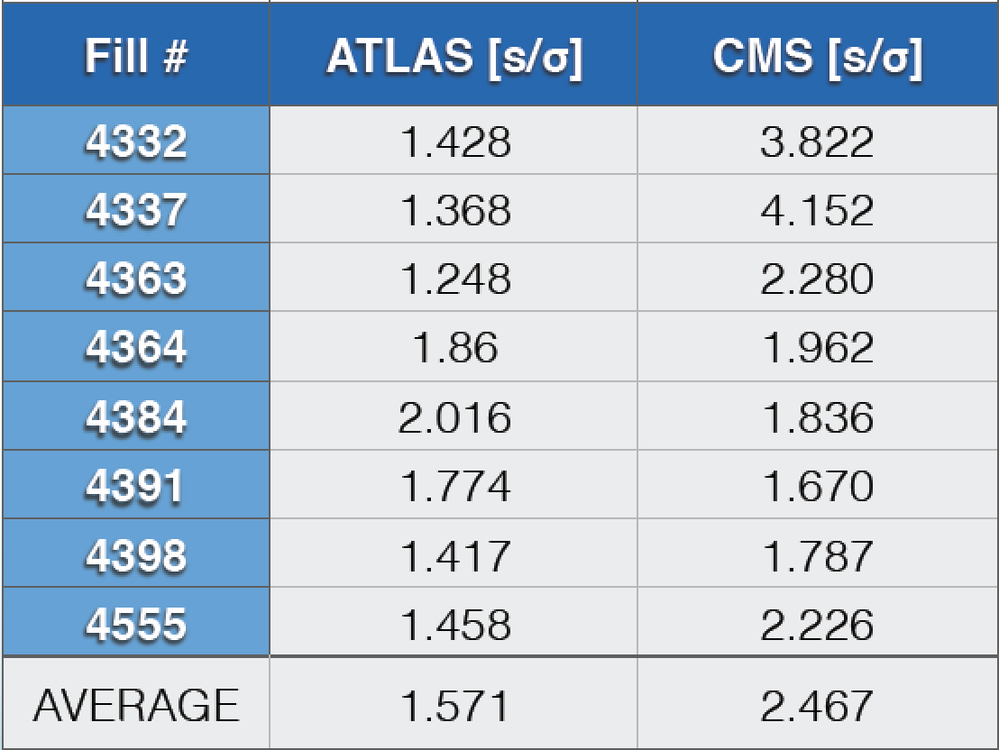 Fill # ATLAS [s/σ] CMS [s/σ]
4332 1.428 3.822
4337 1.368 4.152
4363 1.248 2.280
4364 1.86 1.962
4384 2.016 1.836
4391 1.774 1.670
4398 1.417 1.787
4555 1.458 2.226
AVERAGE 1.571 2.467